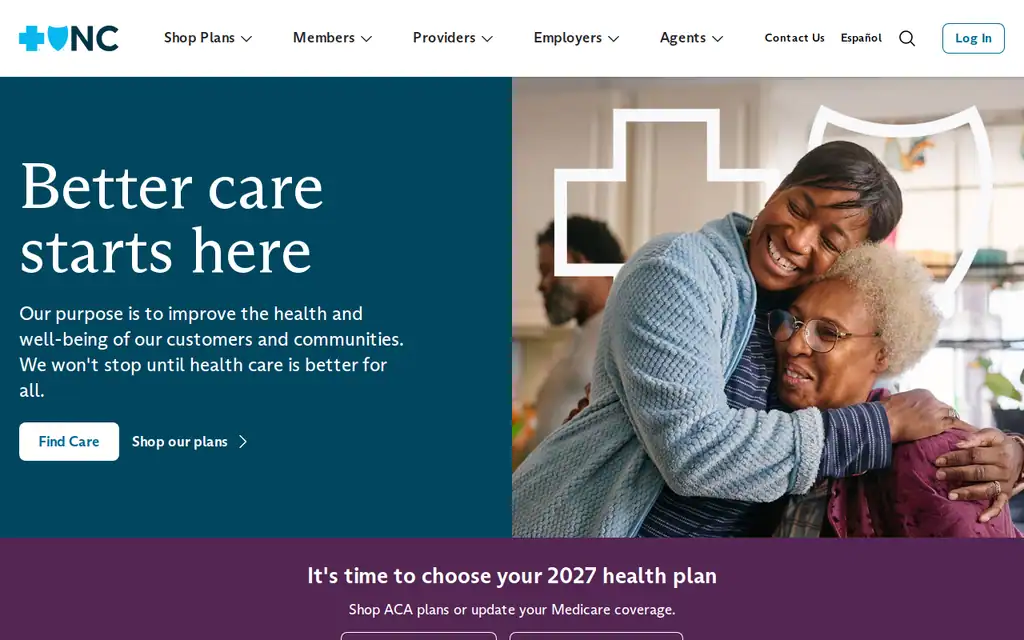 NC
Shop Plans
Members
Providers
Employers
Agents
Contact Us
Español
Log In
Better care
starts here
Our purpose is to improve the health and
well-being of our customers and communities.
We won't stop until health care is better for
all.
Find Care
Shop our plans
It's time to choose your 2027 health plan
Shop ACA plans or update your Medicare coverage.